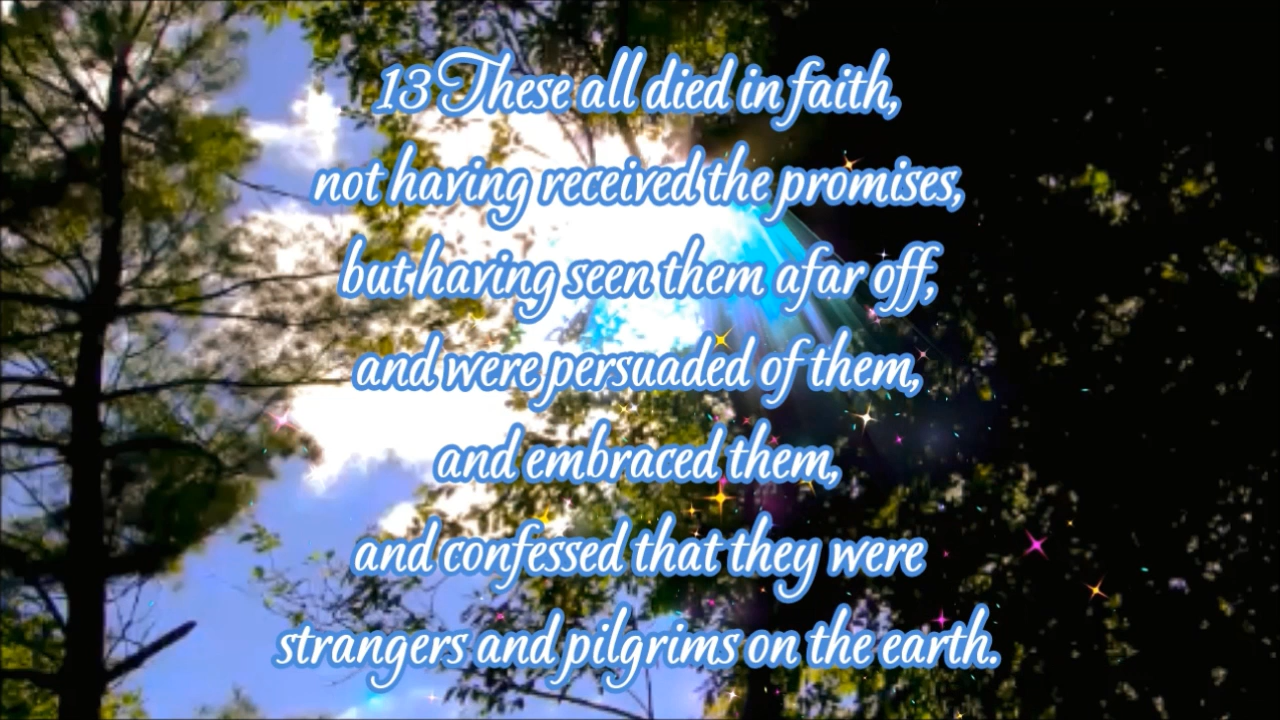 13 These all died in faith,
not having received the promises,
but having seen them afar off,
and were persuaded of them,
and embraced them,
and confessed that they were
strangers and pilgrims on the earth.